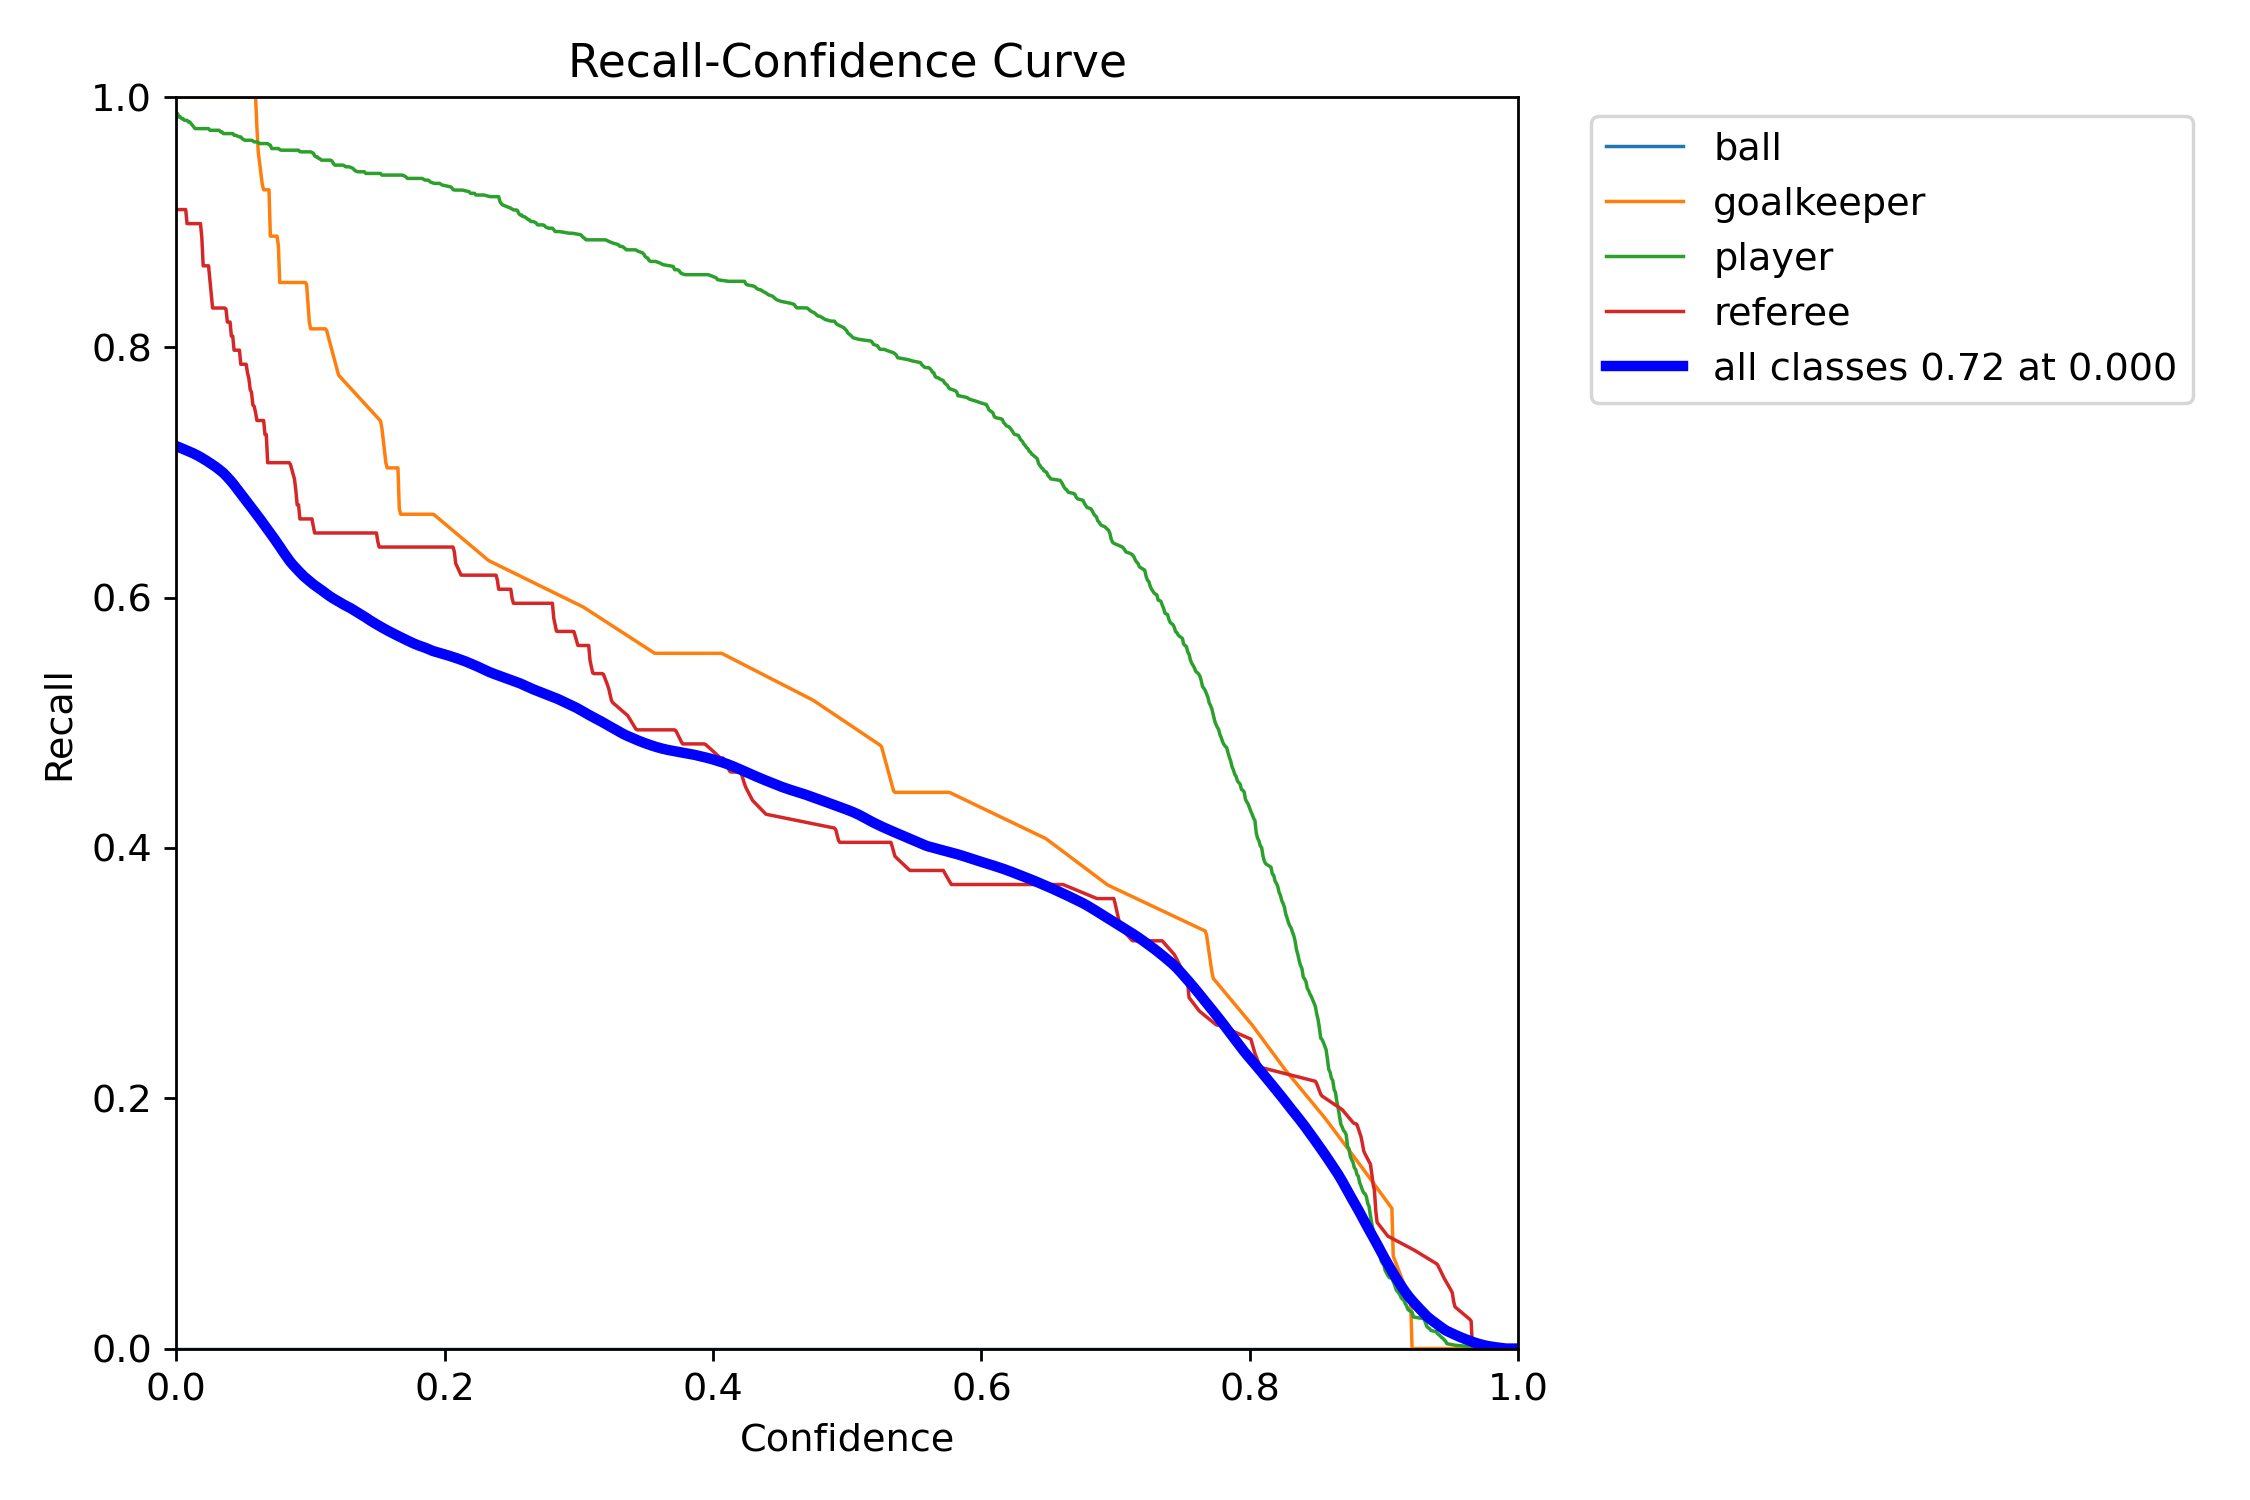 Recall-Confidence Curve
1.0
0.8
0.6
0.4
0.2
0.0
Recall
0.0 0.2 0.4 0.6 0.8 1.0
Confidence
ball
goalkeeper
player
referee
all classes 0.72 at 0.000